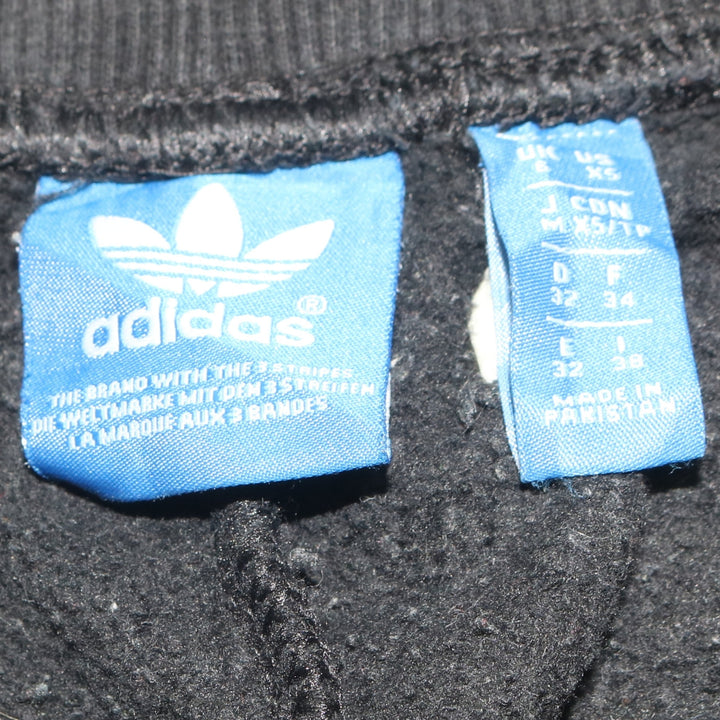 adidas®
THE BRAND WITH THE 3 STRIPES
DIE WELTMARKE MIT DEN 3 STREIFEN
LA MARQUE AUX 3 BANDES
UK US
6 XS
J CDN
M XS/TP
D F
32 34
E I
32 38
MADE IN
PAKISTAN